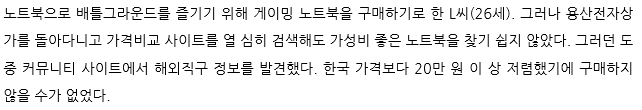 노트북으로 배틀그라운드를 즐기기 위해 게이밍 노트북을 구매하기로 한 L씨(26세). 그러나 용산전자상
가를 돌아다니고 가격비교 사이트를 열 심히 검색해도 가성비 좋은 노트북을 찾기 쉽지 않았다. 그러던 도
중 커뮤니티 사이트에서 해외직구 정보를 발견했다. 한국 가격보다 20만 원 이 상 저렴했기에 구매하지
않을 수가 없었다.